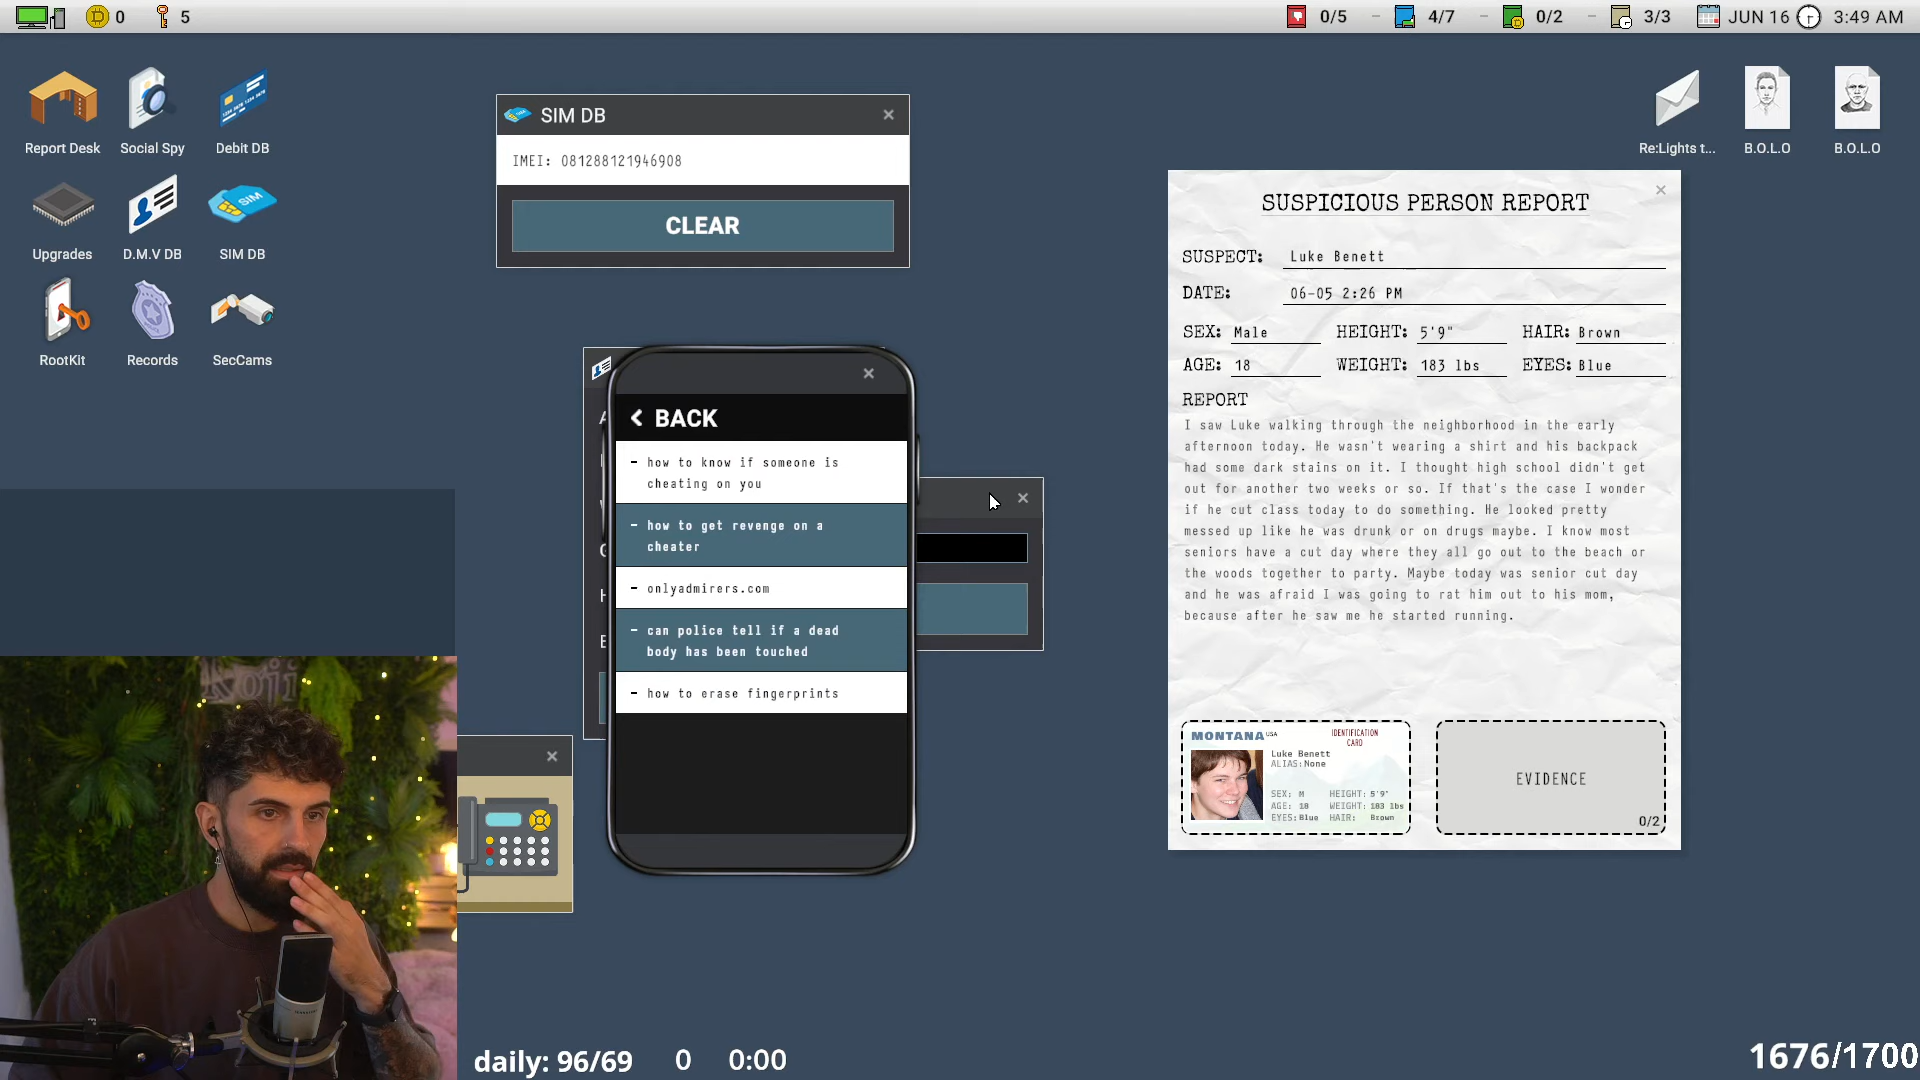 0
5
0/5
4/7
0/2
3/3
JUN 16
3:49 AM
Report Desk
Social Spy
Debit DB
Upgrades
D.M.V DB
SIM DB
RootKit
Records
SecCams
Re:Lights t...
B.O.L.O
B.O.L.O
SIM DB
IMEI: 081288121946908
CLEAR
BACK
- how to know if someone is
cheating on you
- how to get revenge on a
cheater
- onlyadmirers.com
- can police tell if a dead
body has been touched
- how to erase fingerprints
SUSPICIOUS PERSON REPORT
SUSPECT: Luke Benett
DATE: 06-05 2:26 PM
SEX: Male HEIGHT: 5'9" HAIR: Brown
AGE: 18 WEIGHT: 183 lbs EYES: Blue
REPORT
I saw Luke walking through the neighborhood in the early
afternoon today. He wasn't wearing a shirt and his backpack
had some dark stains on it. I thought high school didn't get
out for another two weeks or so. If that's the case I wonder
if he cut class today to do something. He looked pretty
messed up like he was drunk or on drugs maybe. I know most
seniors have a cut day where they all go out to the beach or
the woods together to party. Maybe today was senior cut day
and he was afraid I was going to rat him out to his mom,
because after he saw me he started running.
MONTANA USA
IDENTIFICATION
CARD
Luke Benett
ALIAS: None
SEX: M HEIGHT: 5'9"
AGE: 18 WEIGHT: 183 lbs
EYES: Blue HAIR: Brown
EVIDENCE
0/2
Koji
daily: 96/69
0
0:00
1676/1700